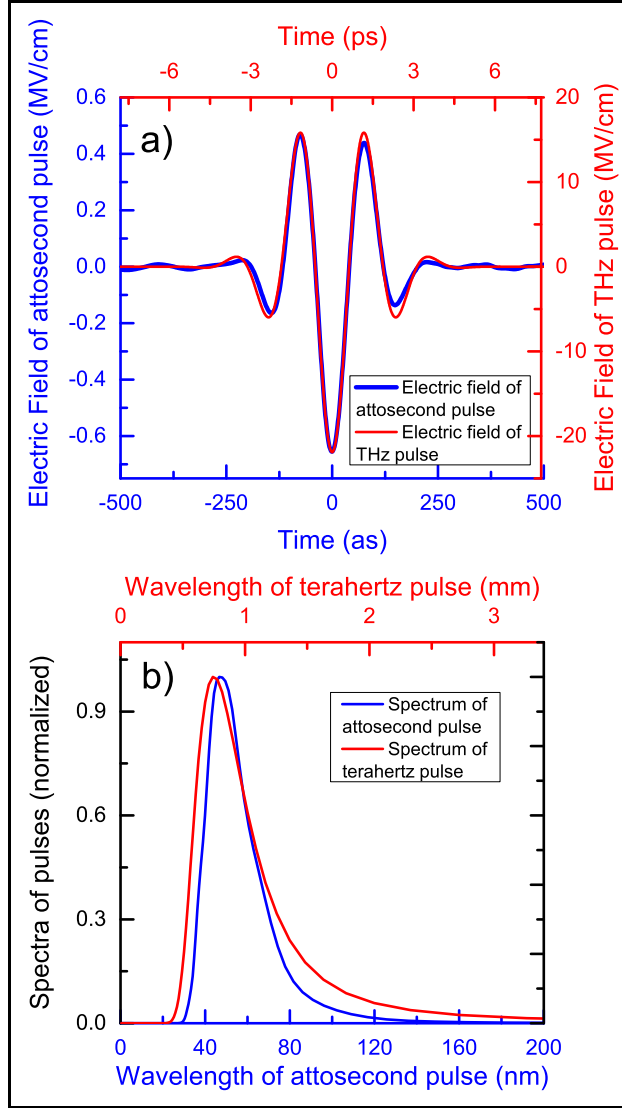 Time (ps)
-6 -3 0 3 6
Electric Field of attosecond pulse (MV/cm)
0.6
0.4
0.2
0.0
-0.2
-0.4
-0.6
a)
20
10
0
-10
-20
Electric Field of THz pulse (MV/cm)
Electric field of
attosecond pulse
Electric field of
THz pulse
-500 -250 0 250 500
Time (as)
Wavelength of terahertz pulse (mm)
0 1 2 3
Spectra of pulses (normalized)
0.9
0.6
0.3
0.0
b)
Spectrum of
attosecond pulse
Spectrum of
terahertz pulse
0 40 80 120 160 200
Wavelength of attosecond pulse (nm)